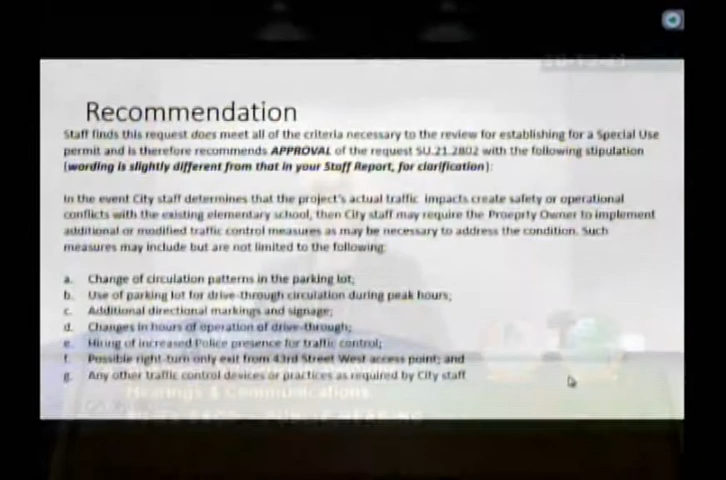 Recommendation
Staff finds this request does meet all of the criteria necessary to the review for establishing for a Special Use
permit and is therefore recommends APPROVAL of the request SU.21.2802 with the following stipulation
(wording is slightly different from that in your Staff Report, for clarification):
In the event City staff determines that the project's actual traffic impacts create safety or operational
conflicts with the existing elementary school, then City staff may require the Proeprty Owner to implement
additional or modified traffic control measures as may be necessary to address the condition. Such
measures may include but are not limited to the following:
a. Change of circulation patterns in the parking lot;
b. Use of parking lot for drive-through circulation during peak hours;
c. Additional directional markings and signage;
d. Changes in hours of operation of drive-through;
e. Hiring of increased Police presence for traffic control;
f. Possible right-turn only exit from 43rd Street West access point; and
g. Any other traffic control devices or practices as required by City staff
Hearings & Communications